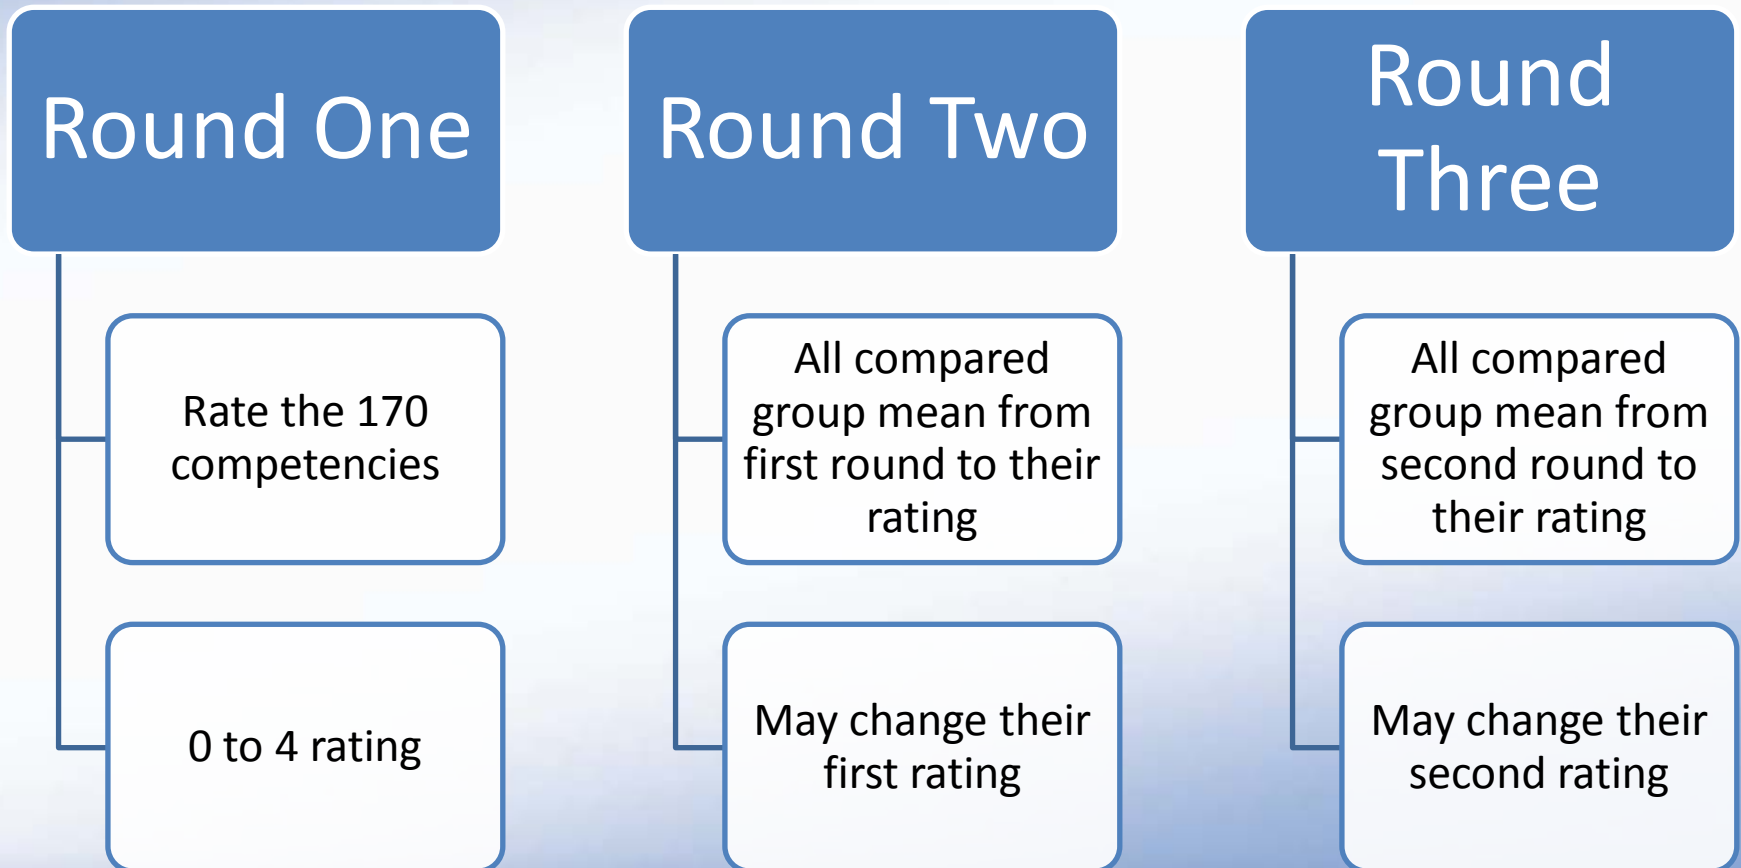 Round One
Rate the 170
competencies
0 to 4 rating
Round Two
All compared
group mean from
first round to their
rating
May change their
first rating
Round
Three
All compared
group mean from
second round to
their rating
May change their
second rating